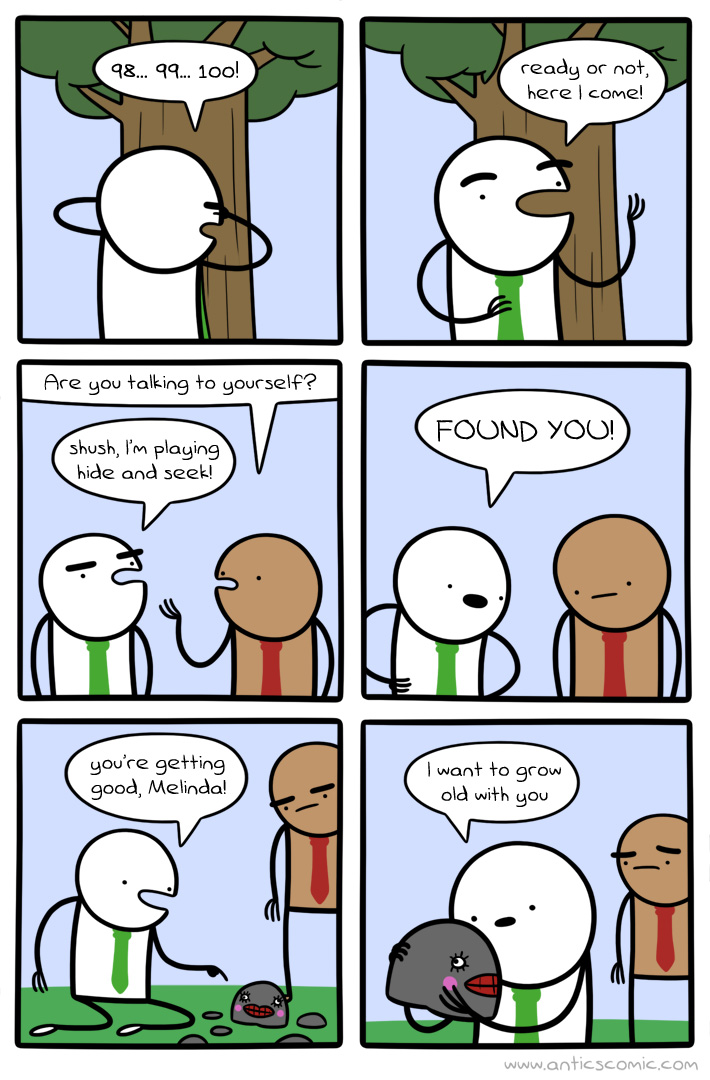 98... 99... 100!
ready or not,
here I come!
Are you talking to yourself?
shush, I'm playing
hide and seek!
FOUND YOU!
you're getting
good, Melinda!
I want to grow
old with you
www.anticscomic.com